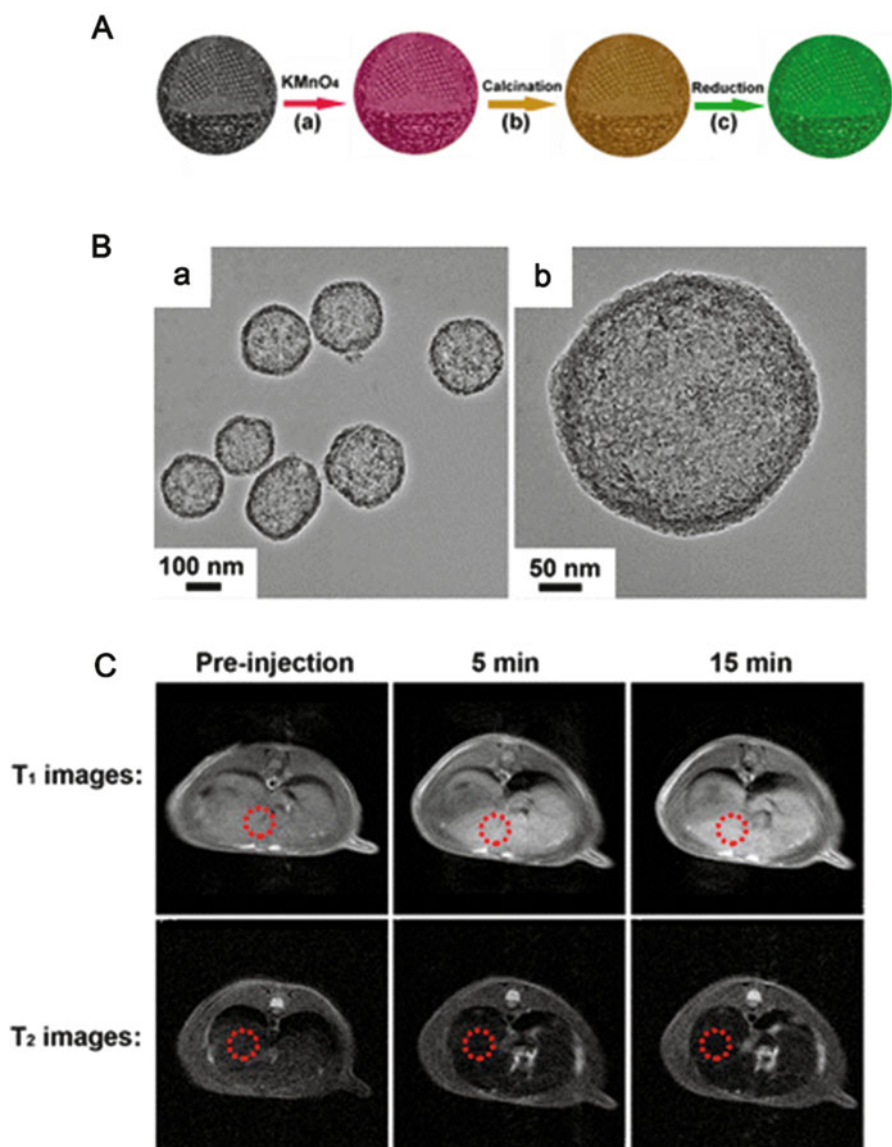 A
KMnO₄
(a)
Calcination
(b)
Reduction
(c)
B
a
100 nm
b
50 nm
C
Pre-injection
5 min
15 min
T₁ images:
T₂ images: